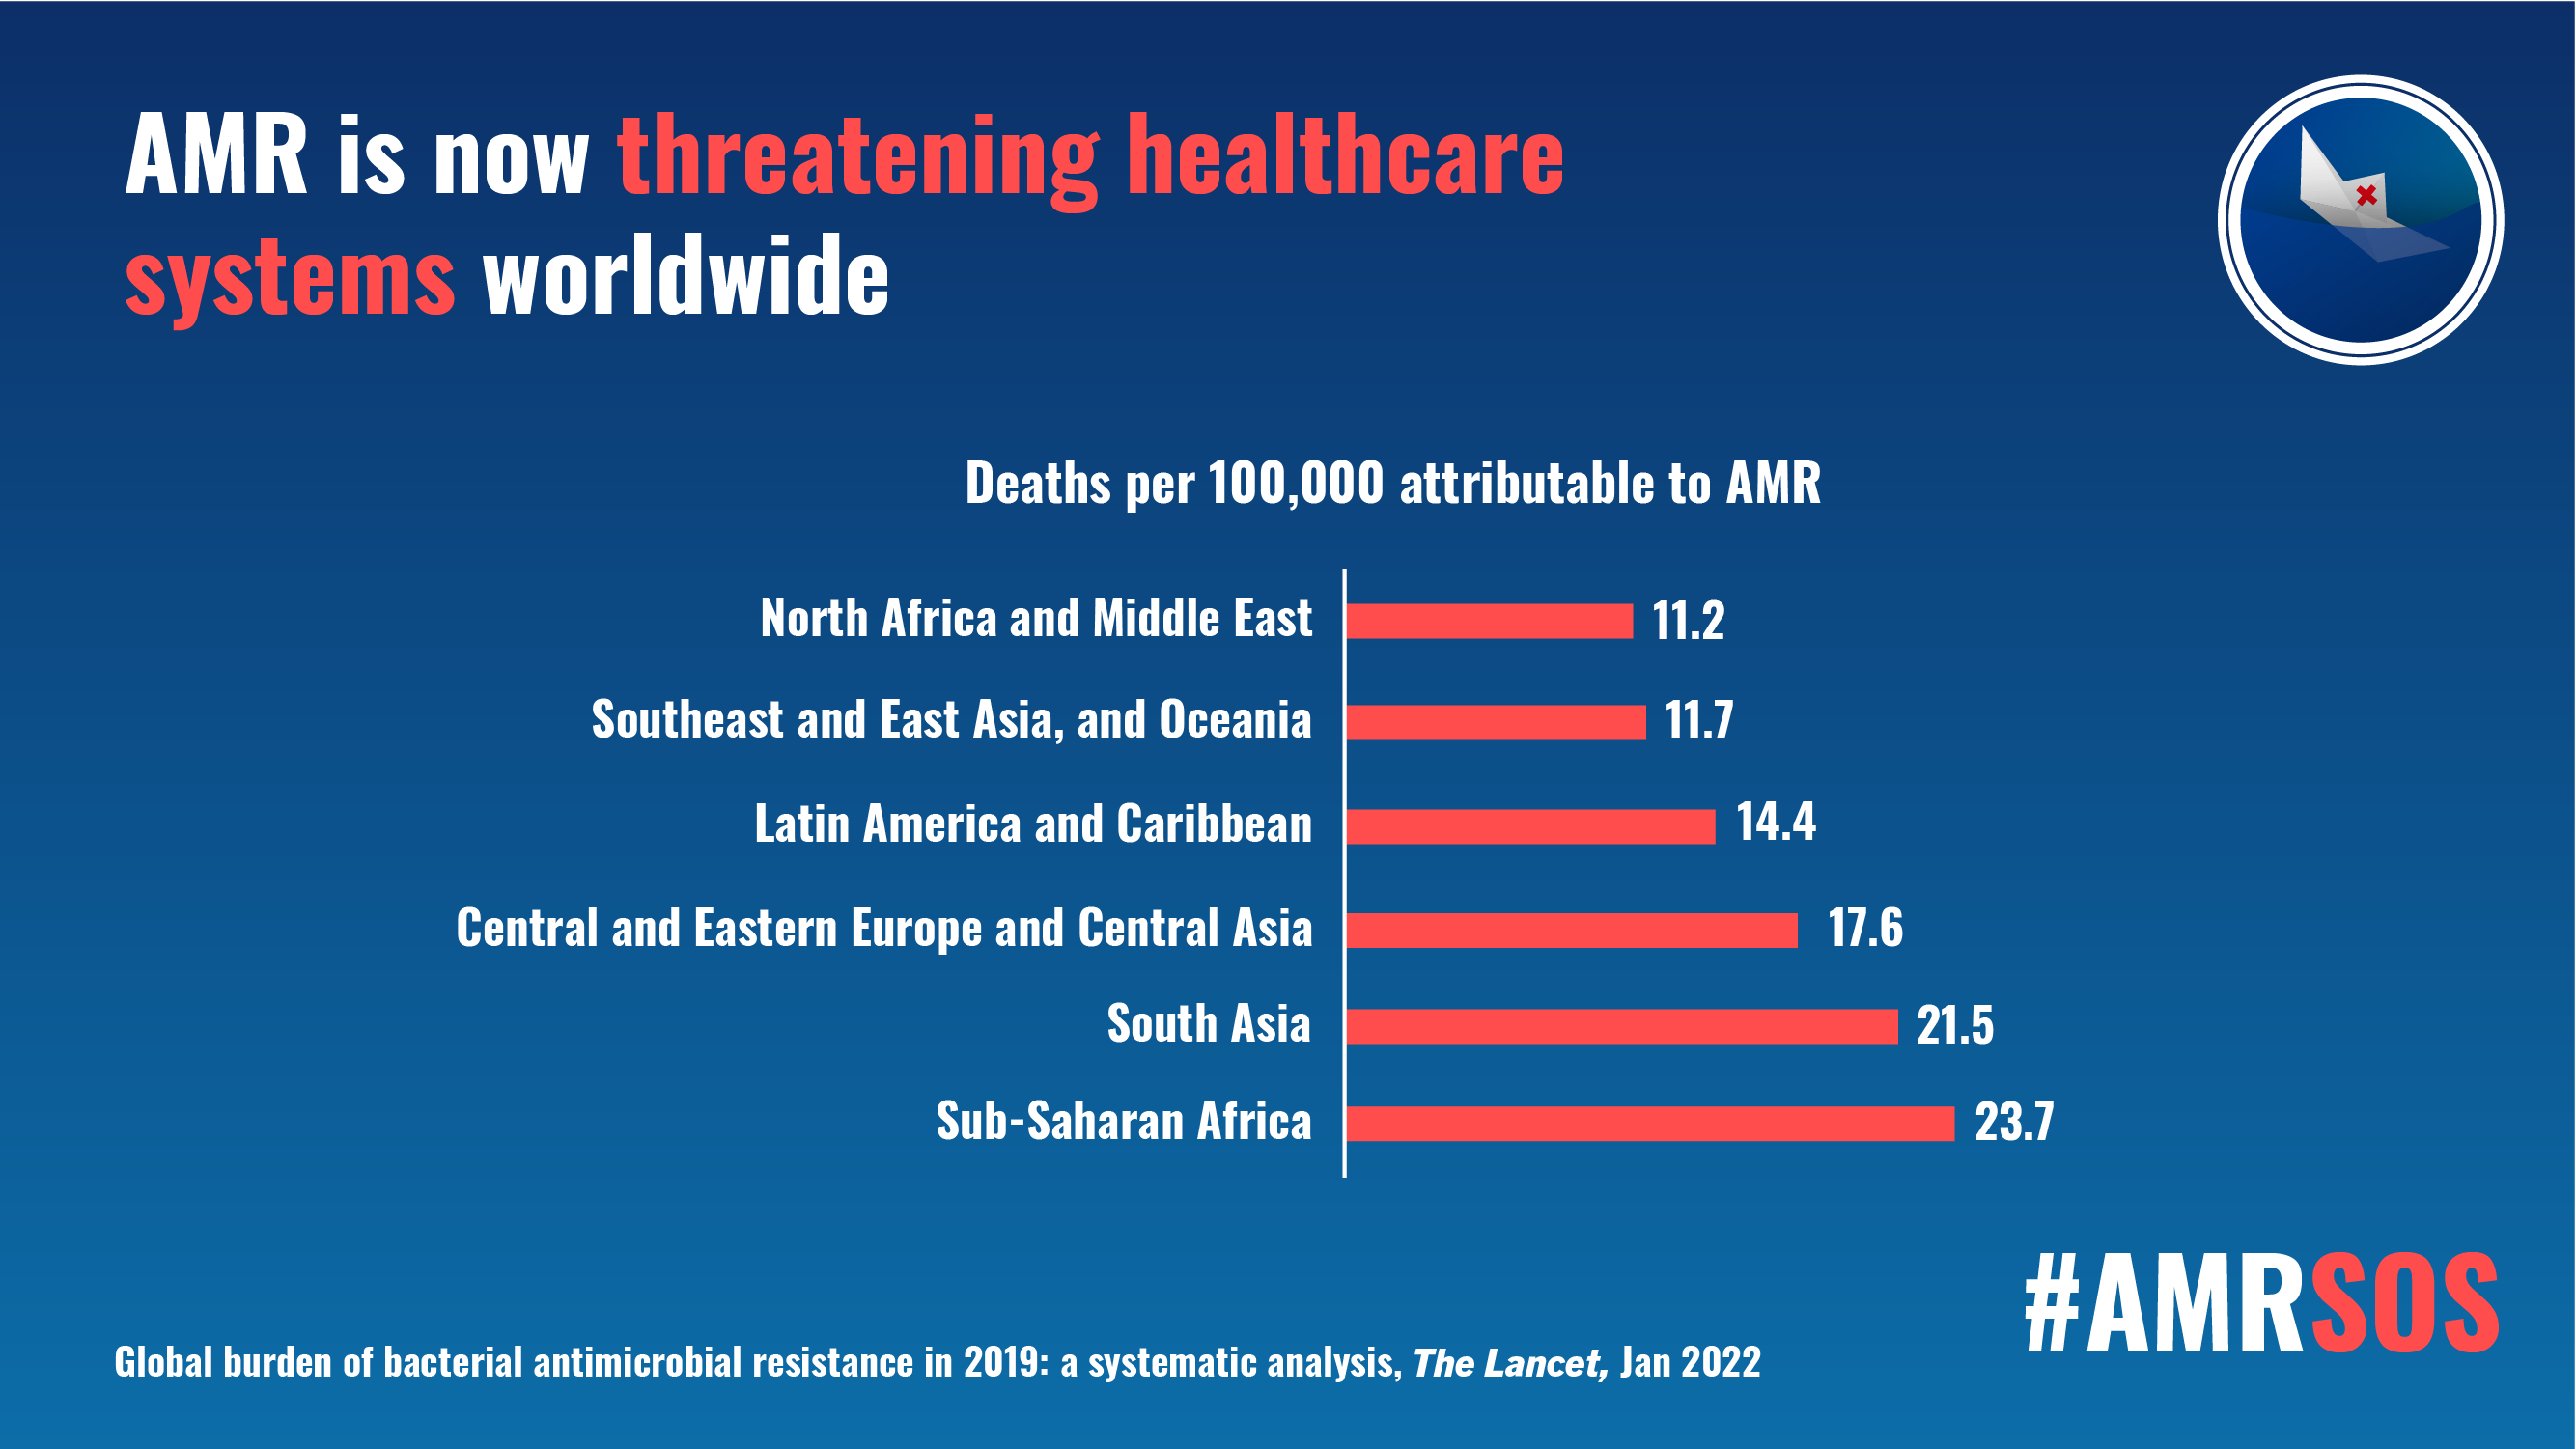 AMR is now threatening healthcare
systems worldwide
Deaths per 100,000 attributable to AMR
North Africa and Middle East 11.2
Southeast and East Asia, and Oceania 11.7
Latin America and Caribbean 14.4
Central and Eastern Europe and Central Asia 17.6
South Asia 21.5
Sub-Saharan Africa 23.7
#AMRSOS
Global burden of bacterial antimicrobial resistance in 2019: a systematic analysis, The Lancet, Jan 2022